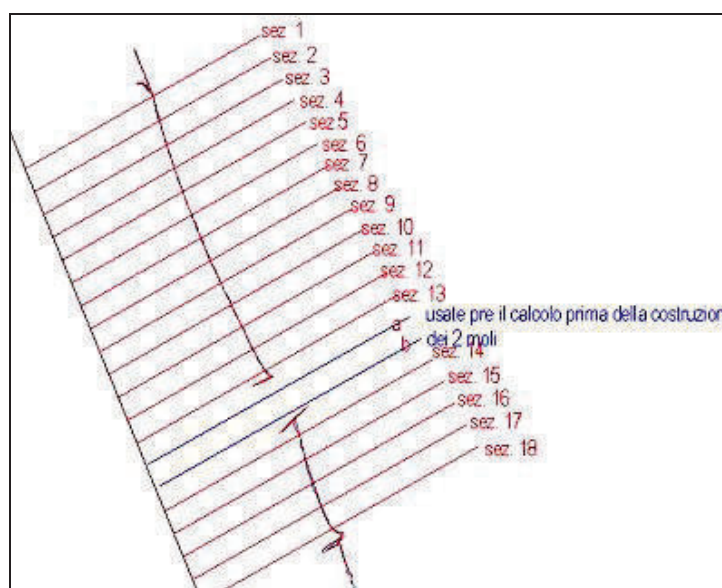 sez. 1
sez. 2
sez. 3
sez. 4
sez 5
sez. 6
sez. 7
sez. 8
sez. 9
sez. 10
sez. 11
sez. 12
sez. 13
a
usate pre il calcolo prima della costruzion
b
dei 2 moli
sez. 14
sez. 15
sez. 16
sez. 17
sez. 18